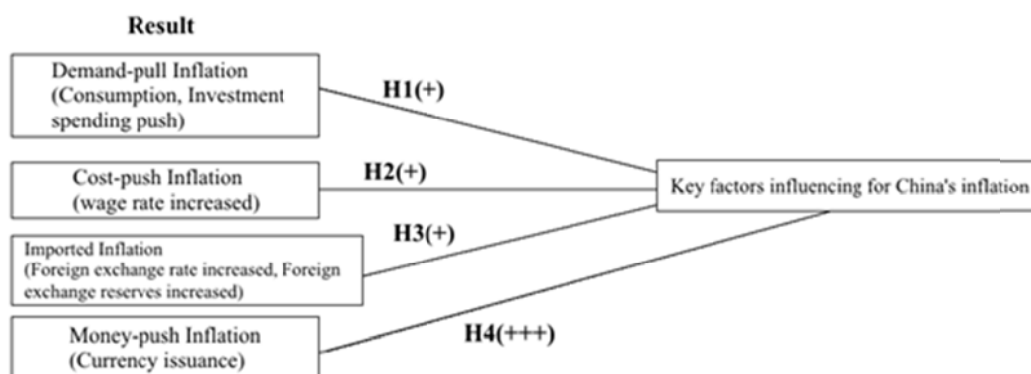 Result
Demand-pull Inflation
(Consumption, Investment
spending push)
H1(+)
Cost-push Inflation
(wage rate increased)
H2(+)
Key factors influencing for China's inflation
Imported Inflation
(Foreign exchange rate increased, Foreign
exchange reserves increased)
H3(+)
Money-push Inflation
(Currency issuance)
H4(+++)